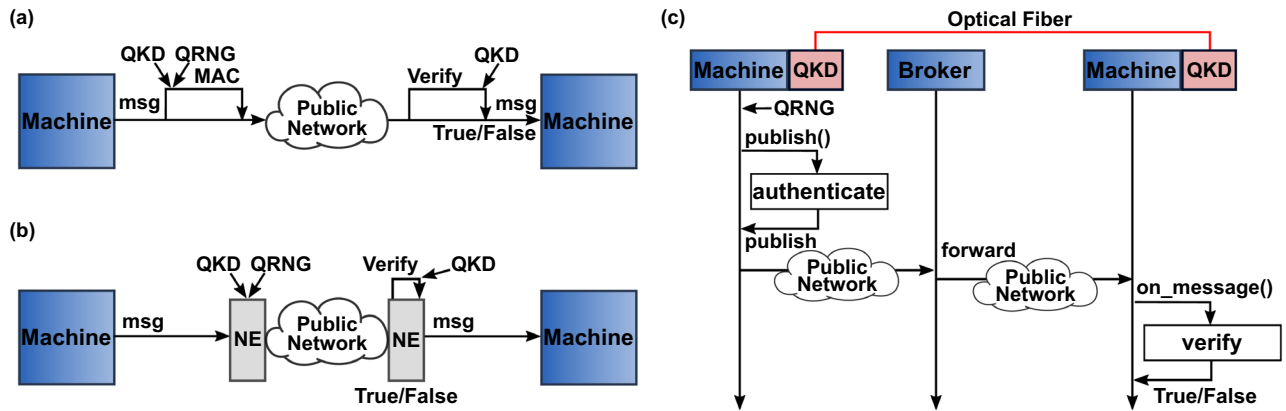 (a)
QKD QRNG
MAC
Machine
msg
Public
Network
Verify
QKD
msg
True/False
Machine
(b)
QKD QRNG
Machine
msg
NE
Public
Network
Verify
QKD
NE
msg
True/False
Machine
(c)
Optical Fiber
Machine QKD
Broker
Machine QKD
QRNG
publish()
authenticate
publish
Public
Network
forward
Public
Network
on_message()
verify
True/False